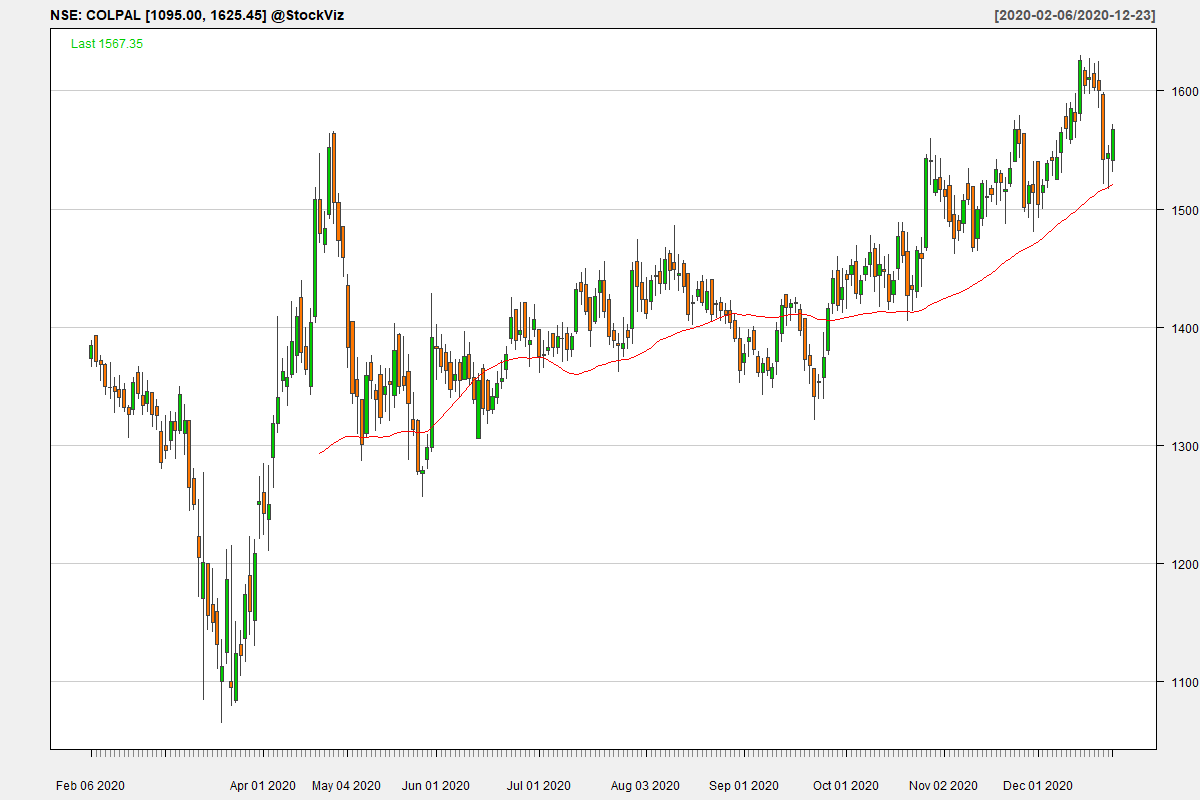 NSE: COLPAL [1095.00, 1625.45] @StockViz [2020-02-06/2020-12-23]
Last 1567.35
1600
1500
1400
1300
1200
1100
Feb 06 2020 Apr 01 2020 May 04 2020 Jun 01 2020 Jul 01 2020 Aug 03 2020 Sep 01 2020 Oct 01 2020 Nov 02 2020 Dec 01 2020